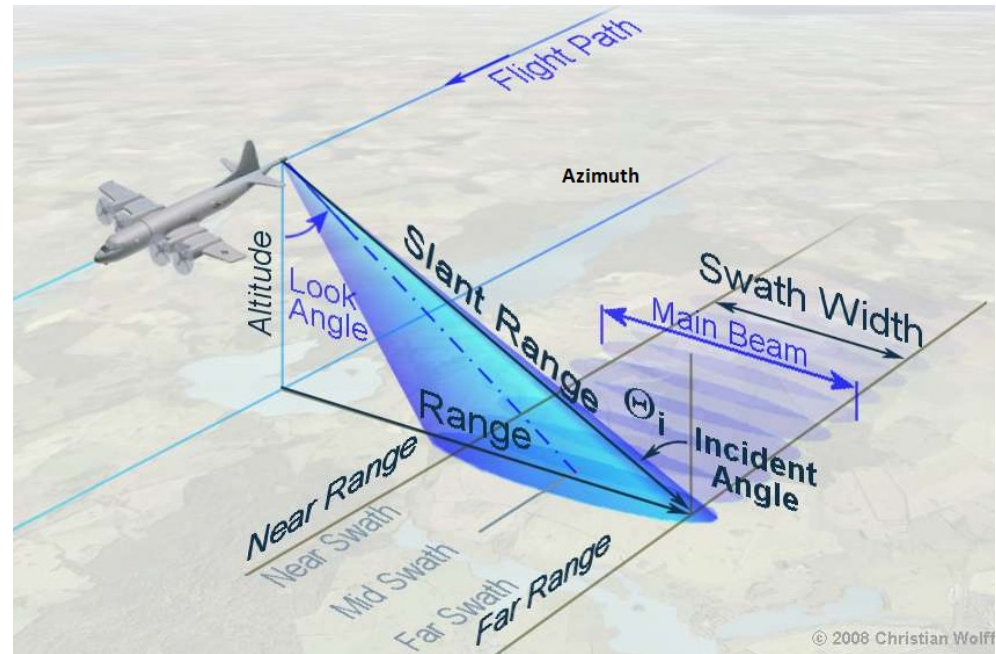 Flight Path
Azimuth
Altitude
Look
Angle
Slant Range
Swath Width
Main Beam
Range
Θi
Incident
Angle
Near Range
Near Swath
Mid Swath
Far Swath
Far Range
© 2008 Christian Wolff